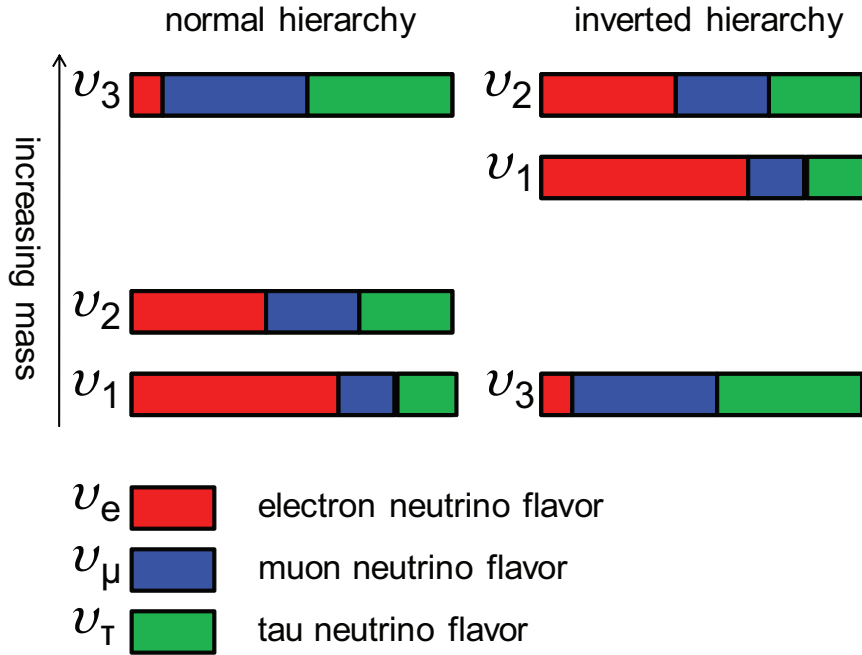 normal hierarchy
inverted hierarchy
increasing mass
υ3
υ2
υ1
υ2
υ1
υ3
υe electron neutrino flavor
υμ muon neutrino flavor
υτ tau neutrino flavor